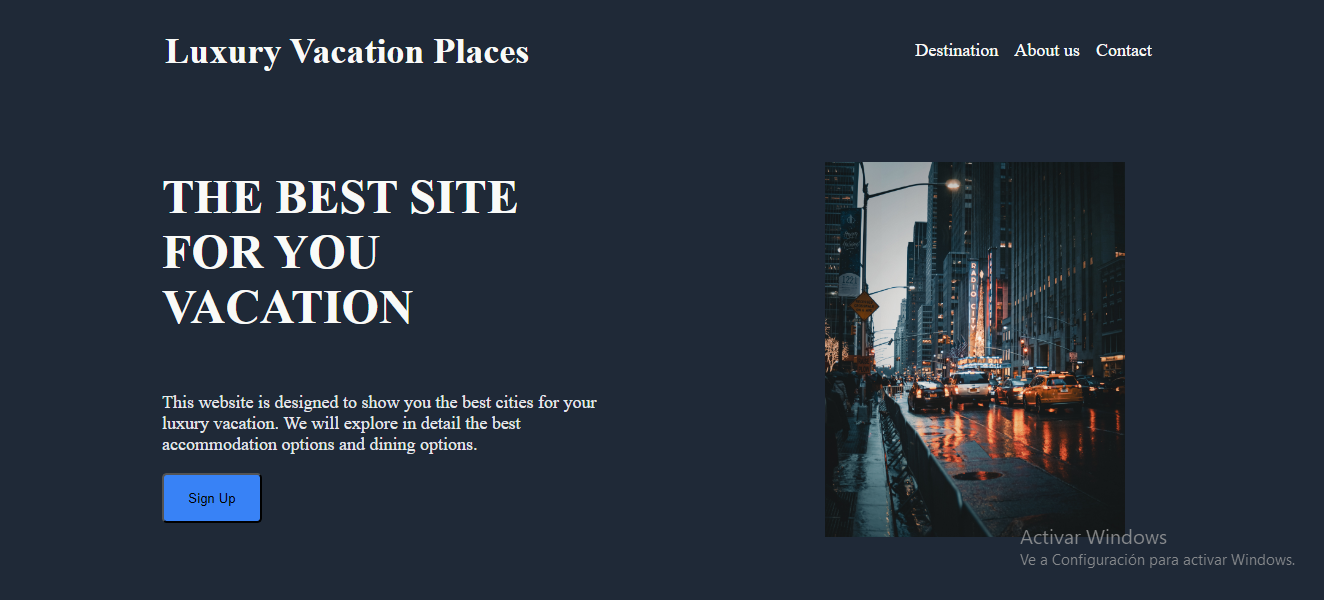 Luxury Vacation Places
Destination About us Contact
THE BEST SITE
FOR YOU
VACATION
This website is designed to show you the best cities for your
luxury vacation. We will explore in detail the best
accommodation options and dining options.
Sign Up
RADIO CITY
Activar Windows
Ve a Configuración para activar Windows.